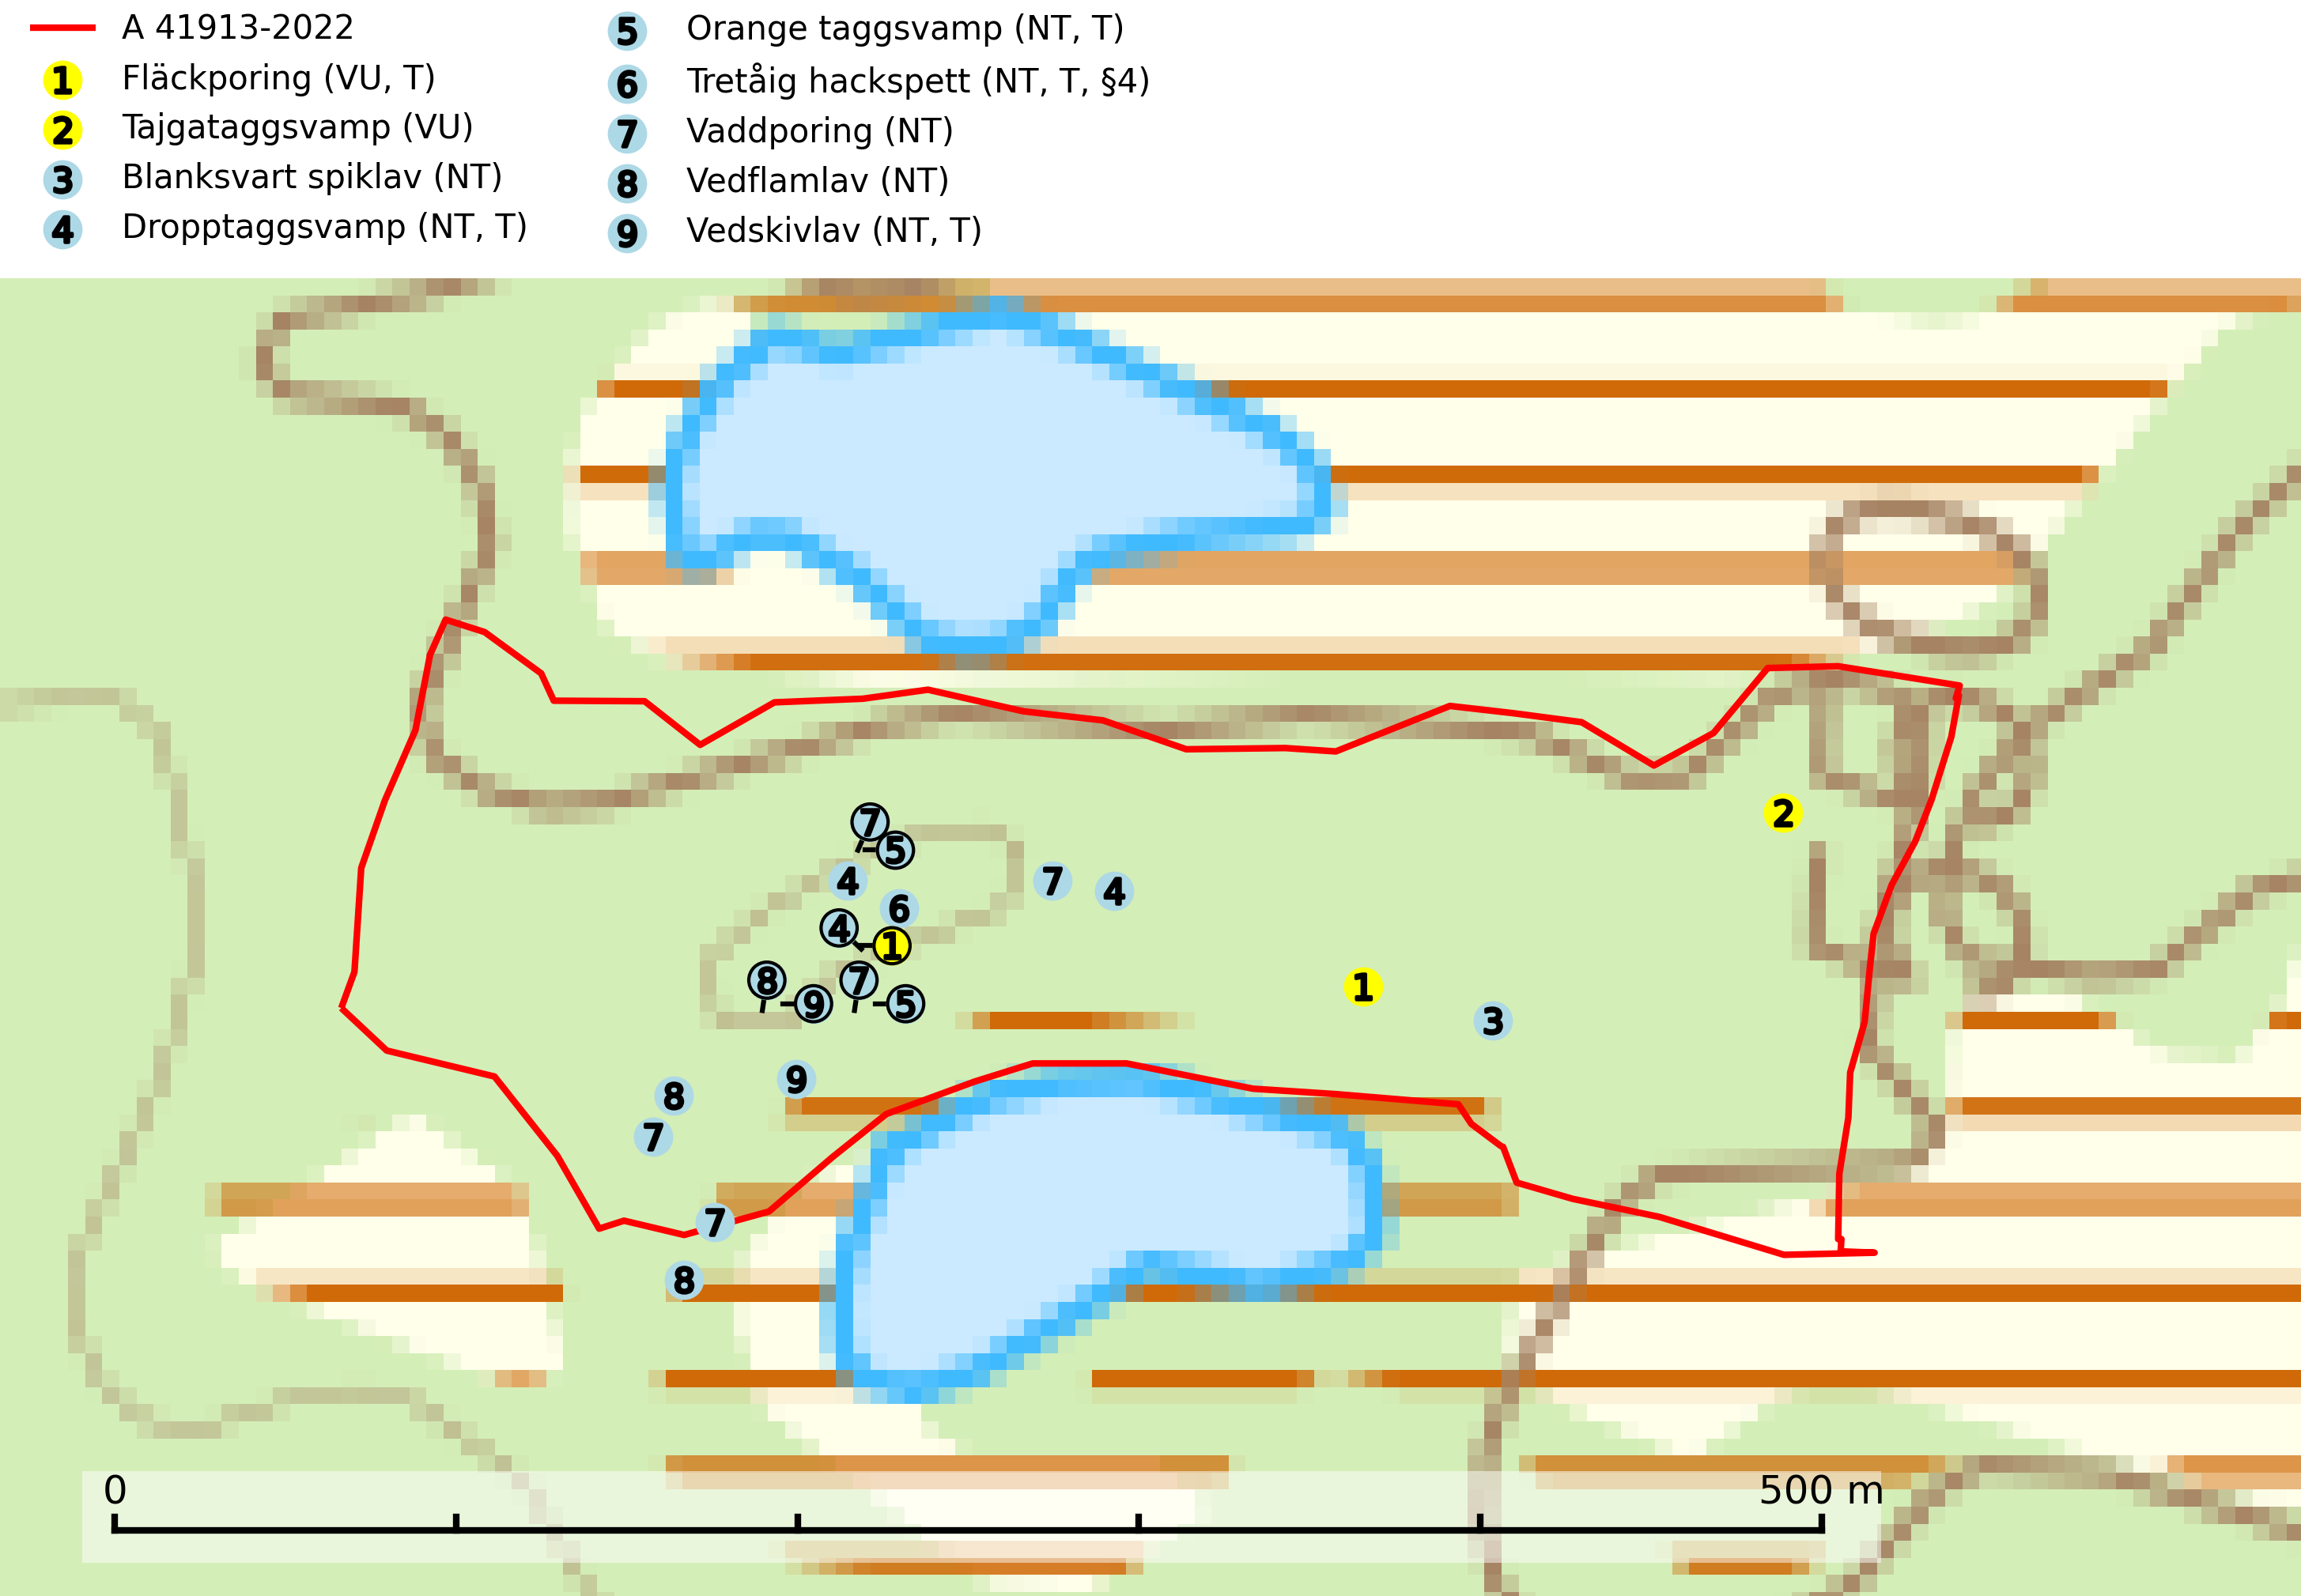 A 41913-2022
1 Fläckporing (VU, T)
2 Tajgataggsvamp (VU)
3 Blanksvart spiklav (NT)
4 Dropptaggsvamp (NT, T)
5 Orange taggsvamp (NT, T)
6 Tretåig hackspett (NT, T, §4)
7 Vaddporing (NT)
8 Vedflamlav (NT)
9 Vedskivlav (NT, T)
2
7
5
4
7
4
6
4
1
8
7
1
9
5
3
9
8
7
7
8
0
500 m